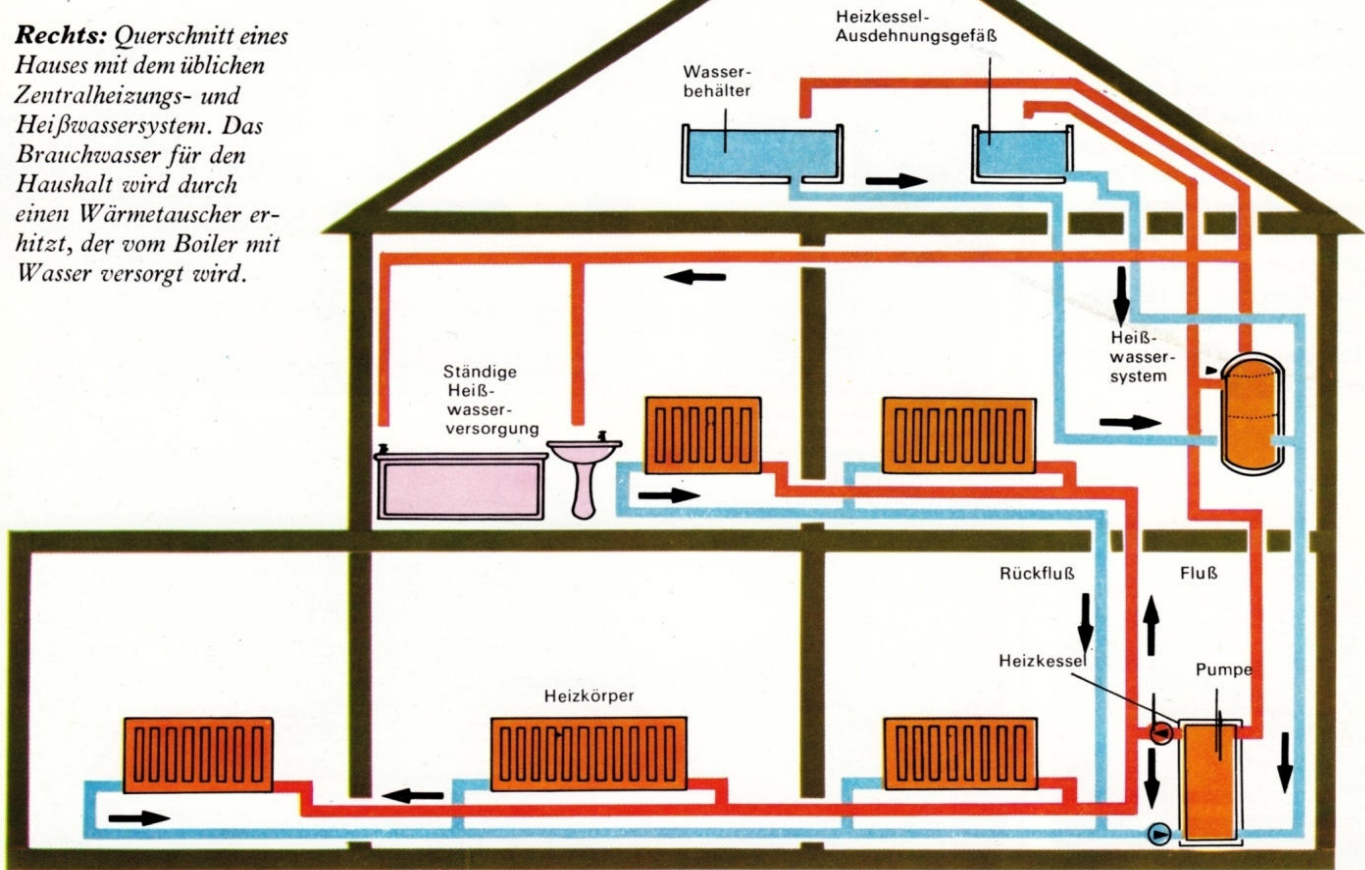 Rechts: Querschnitt eines
Hauses mit dem üblichen
Zentralheizungs- und
Heißwassersystem. Das
Brauchwasser für den
Haushalt wird durch
einen Wärmetauscher er-
hitzt, der vom Boiler mit
Wasser versorgt wird.
Heizkessel-
Ausdehnungsgefäß
Wasser-
behälter
Heiß-
wasser-
system
Ständige
Heiß-
wasser-
versorgung
Rückfluß
Fluß
Heizkessel
Pumpe
Heizkörper